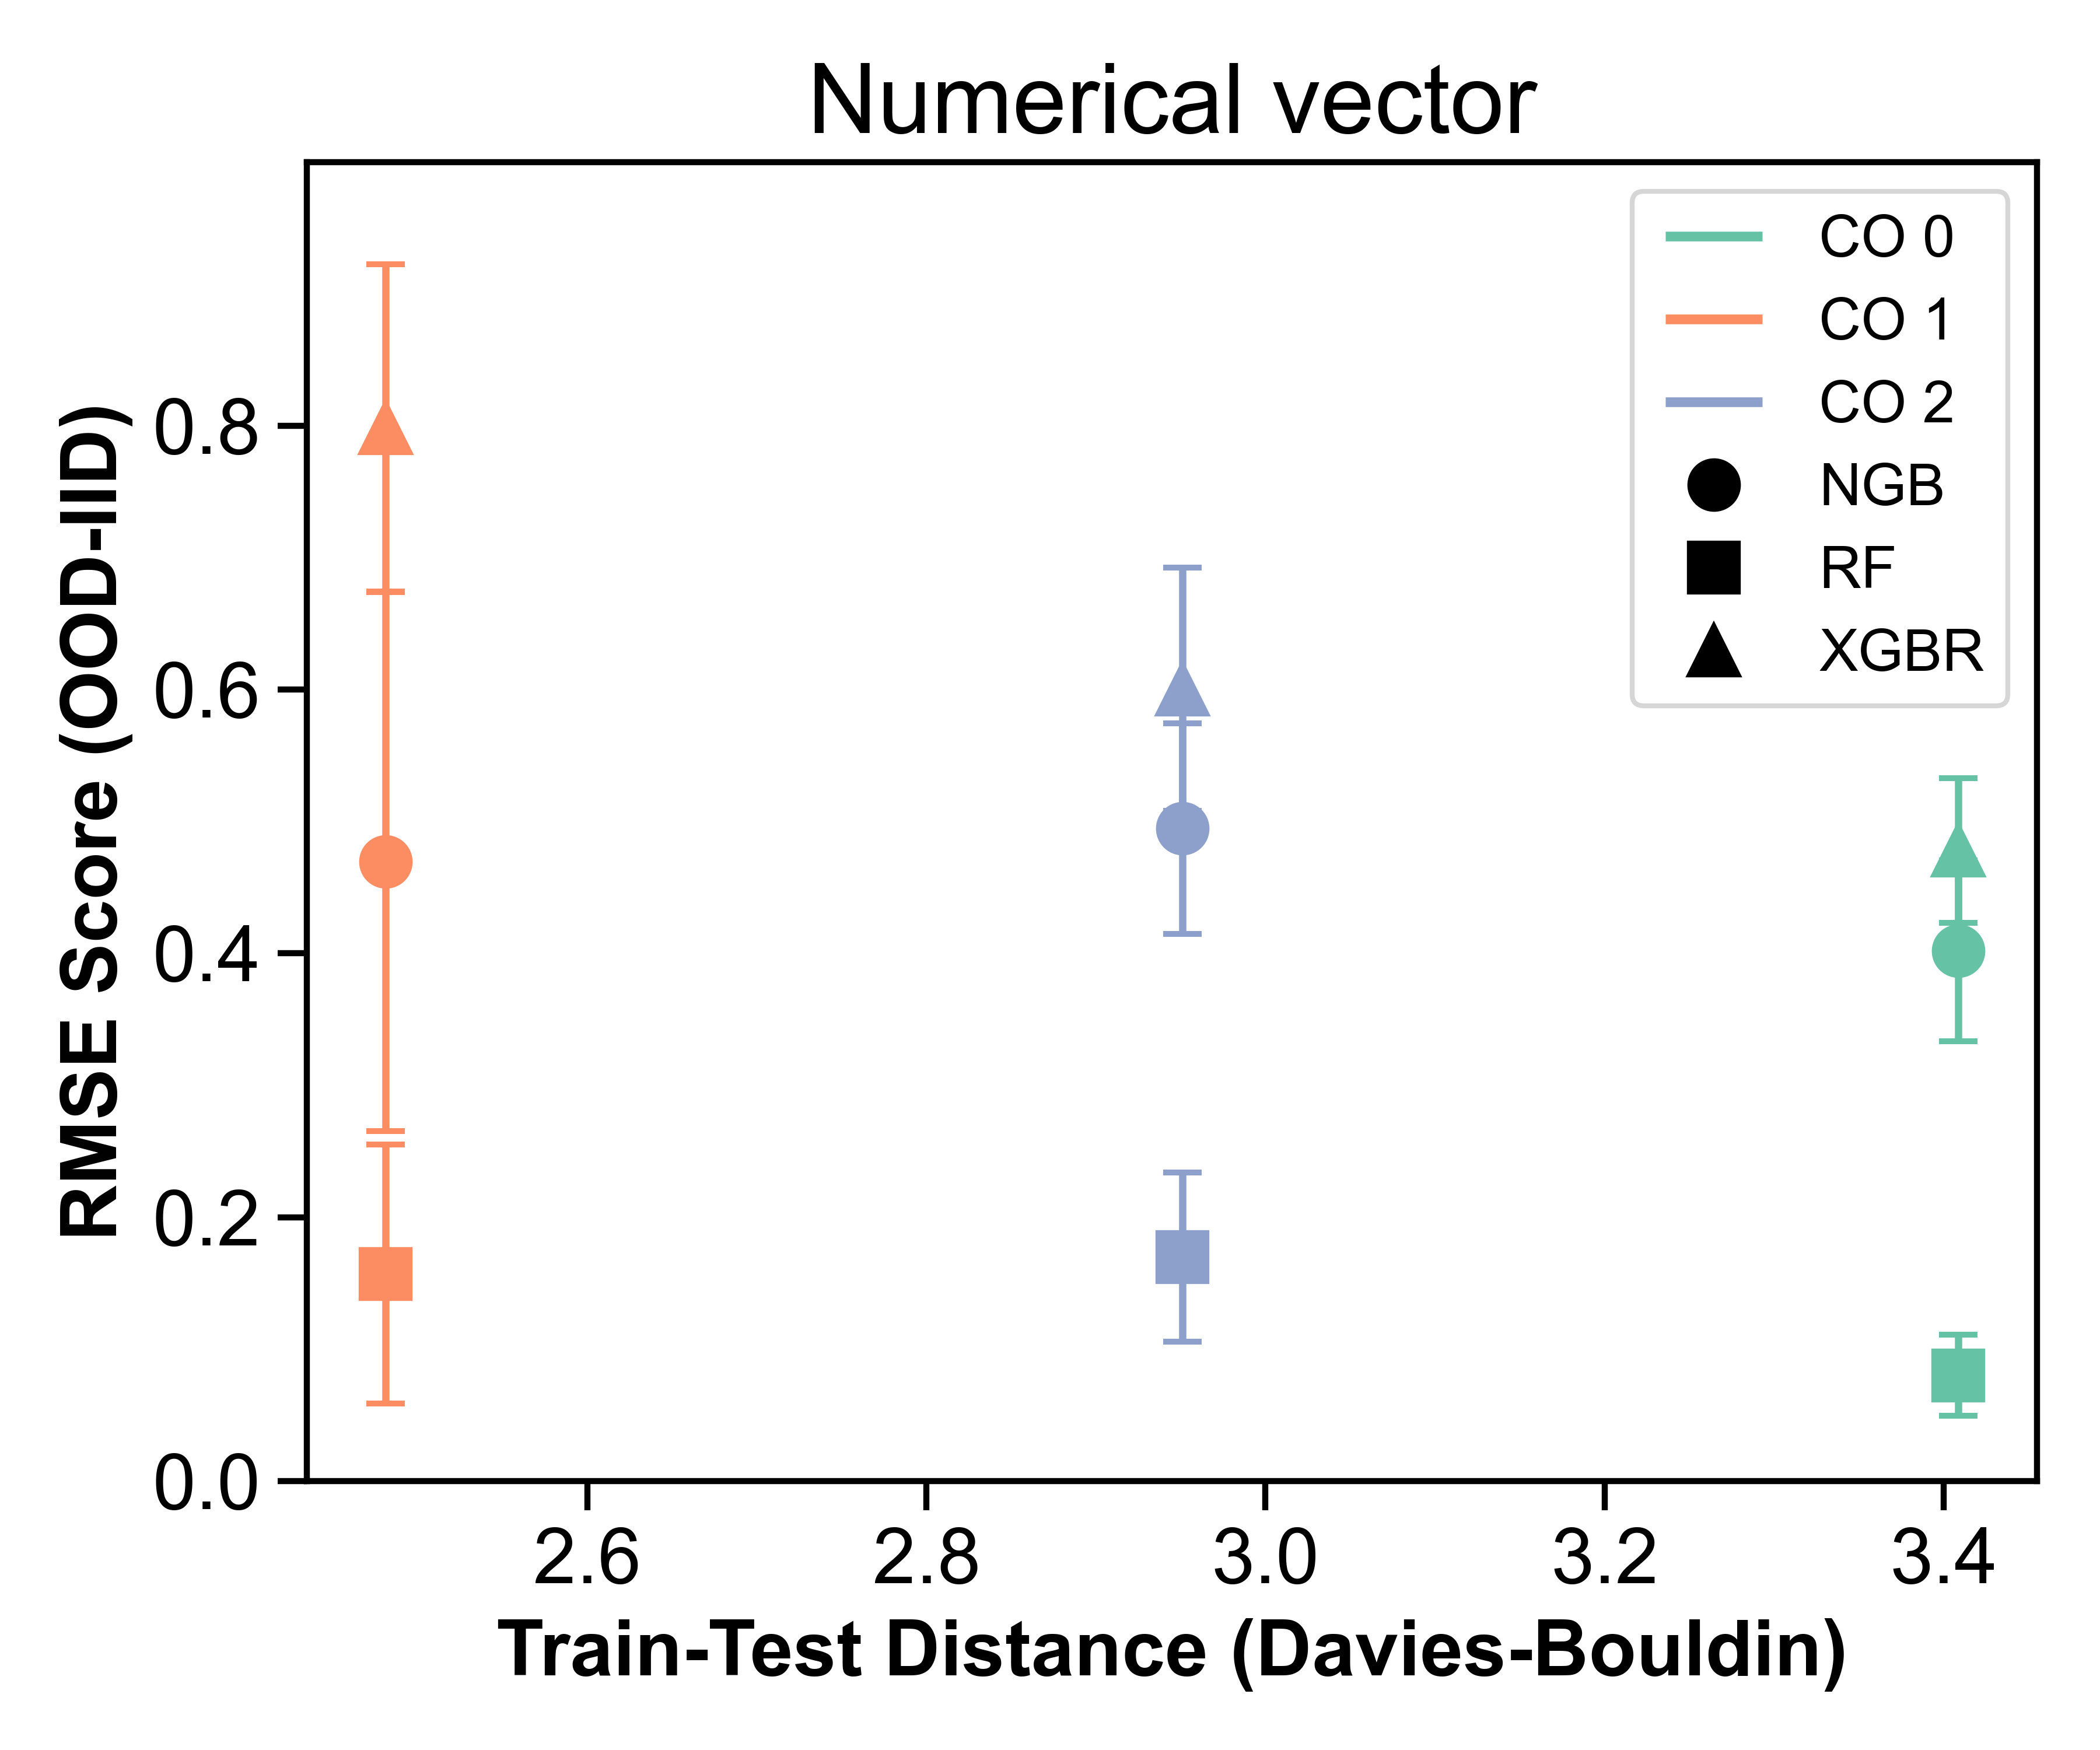 Numerical vector
CO 0
CO 1
CO 2
NGB
RF
XGBR
RMSE Score (OOD-IID)
0.8
0.6
0.4
0.2
0.0
2.6 2.8 3.0 3.2 3.4
Train-Test Distance (Davies-Bouldin)